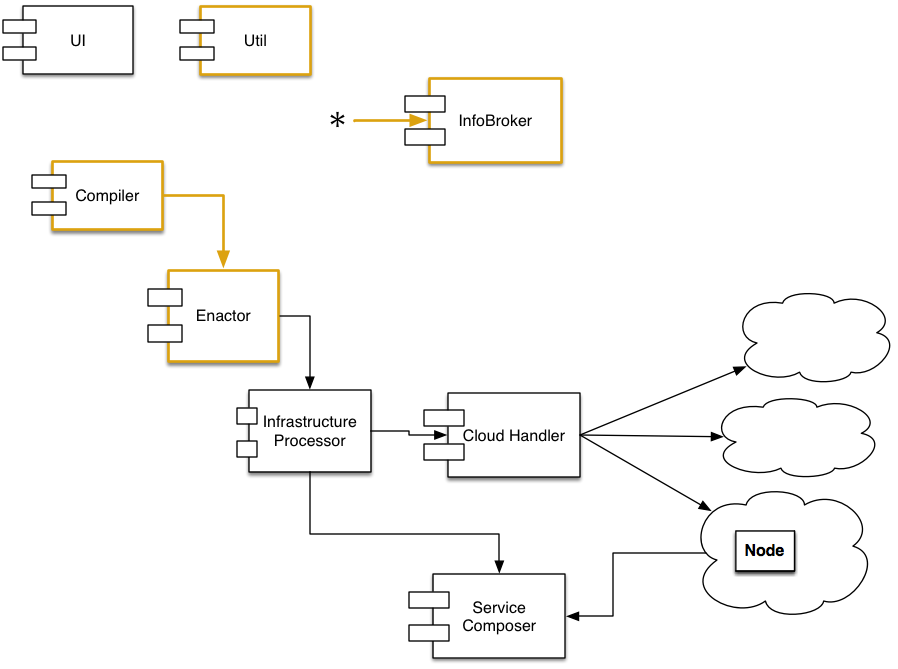 UI
Util
*
InfoBroker
Compiler
Enactor
Infrastructure
Processor
Cloud Handler
Node
Service
Composer